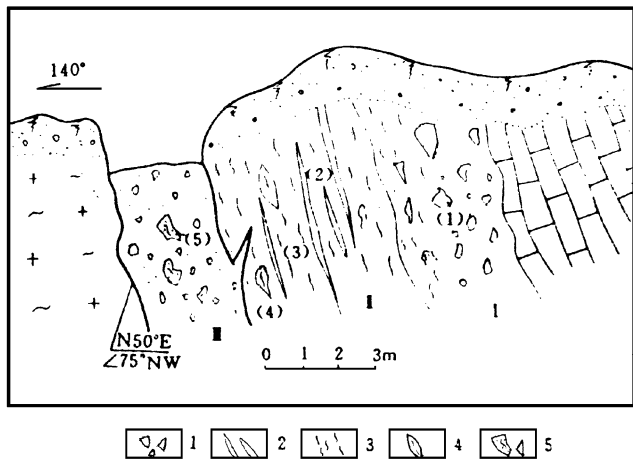 140°
(2)
(1)
(5)
(3)
(4)
N50°E
∠75°NW
Ⅲ
Ⅱ
Ⅰ
0 1 2 3m
1 2 3 4 5